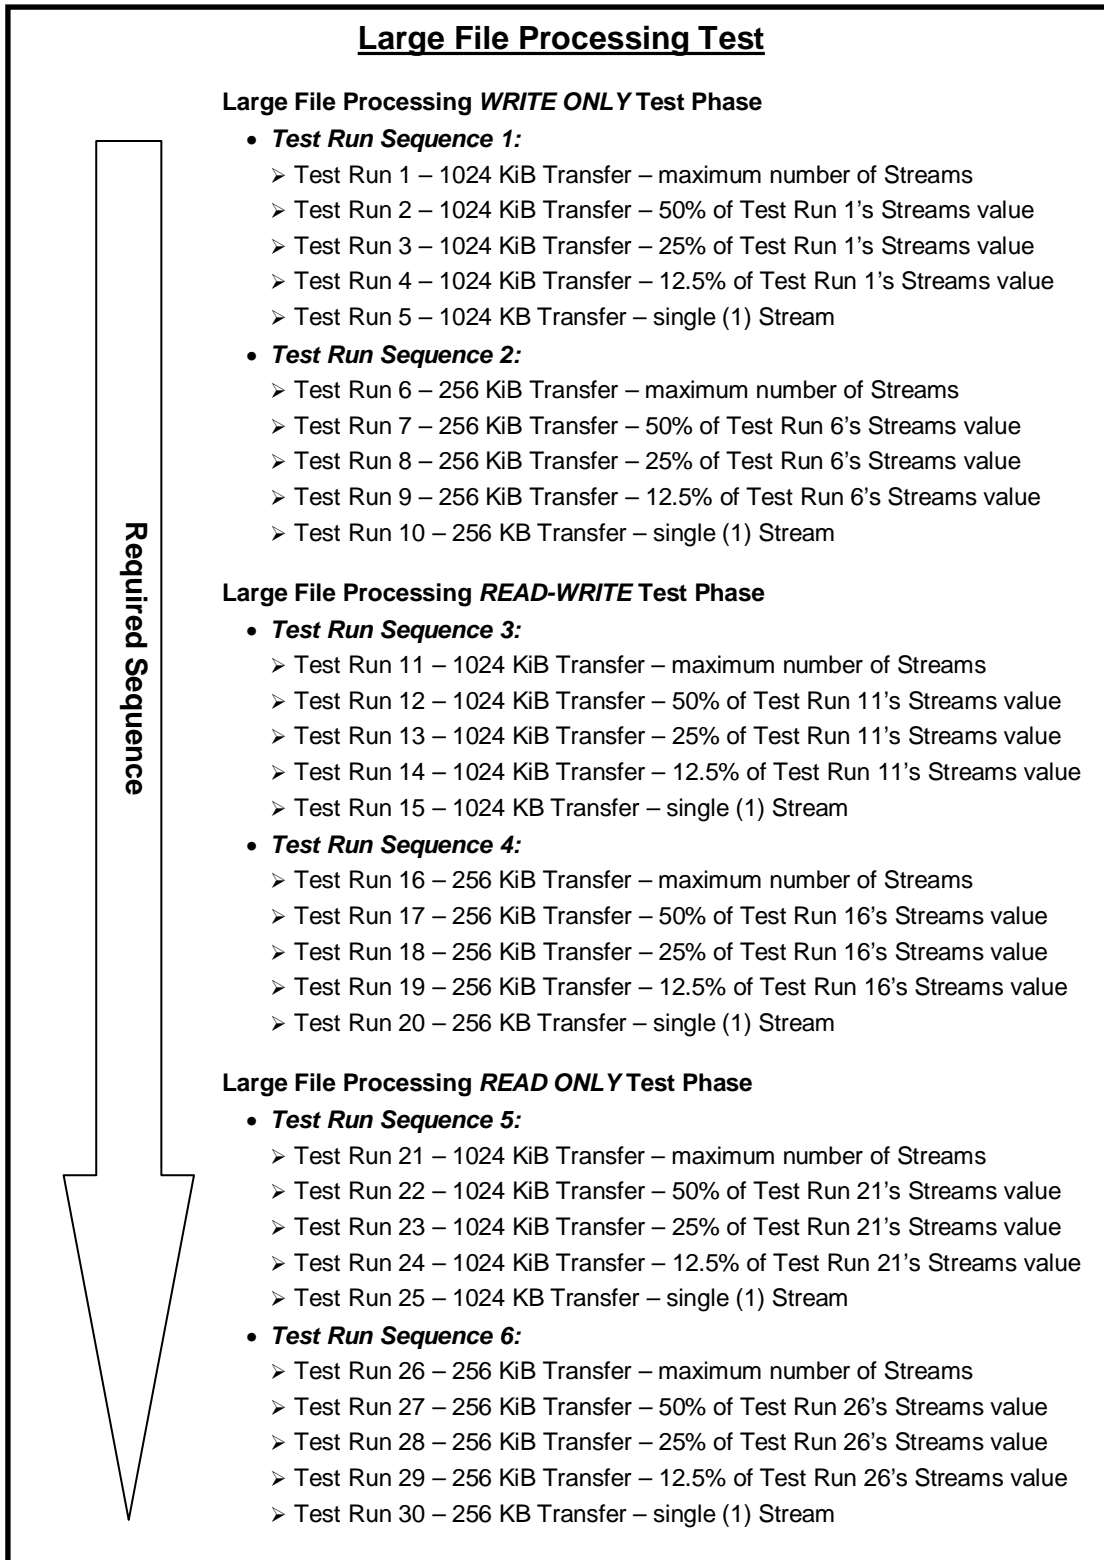 Large File Processing Test
Large File Processing WRITE ONLY Test Phase
• Test Run Sequence 1:
➢ Test Run 1 – 1024 KiB Transfer – maximum number of Streams
➢ Test Run 2 – 1024 KiB Transfer – 50% of Test Run 1’s Streams value
➢ Test Run 3 – 1024 KiB Transfer – 25% of Test Run 1’s Streams value
➢ Test Run 4 – 1024 KiB Transfer – 12.5% of Test Run 1’s Streams value
➢ Test Run 5 – 1024 KB Transfer – single (1) Stream
• Test Run Sequence 2:
➢ Test Run 6 – 256 KiB Transfer – maximum number of Streams
➢ Test Run 7 – 256 KiB Transfer – 50% of Test Run 6’s Streams value
➢ Test Run 8 – 256 KiB Transfer – 25% of Test Run 6’s Streams value
➢ Test Run 9 – 256 KiB Transfer – 12.5% of Test Run 6’s Streams value
➢ Test Run 10 – 256 KB Transfer – single (1) Stream
Required Sequence
Large File Processing READ-WRITE Test Phase
• Test Run Sequence 3:
➢ Test Run 11 – 1024 KiB Transfer – maximum number of Streams
➢ Test Run 12 – 1024 KiB Transfer – 50% of Test Run 11’s Streams value
➢ Test Run 13 – 1024 KiB Transfer – 25% of Test Run 11’s Streams value
➢ Test Run 14 – 1024 KiB Transfer – 12.5% of Test Run 11’s Streams value
➢ Test Run 15 – 1024 KB Transfer – single (1) Stream
• Test Run Sequence 4:
➢ Test Run 16 – 256 KiB Transfer – maximum number of Streams
➢ Test Run 17 – 256 KiB Transfer – 50% of Test Run 16’s Streams value
➢ Test Run 18 – 256 KiB Transfer – 25% of Test Run 16’s Streams value
➢ Test Run 19 – 256 KiB Transfer – 12.5% of Test Run 16’s Streams value
➢ Test Run 20 – 256 KB Transfer – single (1) Stream
Large File Processing READ ONLY Test Phase
• Test Run Sequence 5:
➢ Test Run 21 – 1024 KiB Transfer – maximum number of Streams
➢ Test Run 22 – 1024 KiB Transfer – 50% of Test Run 21’s Streams value
➢ Test Run 23 – 1024 KiB Transfer – 25% of Test Run 21’s Streams value
➢ Test Run 24 – 1024 KiB Transfer – 12.5% of Test Run 21’s Streams value
➢ Test Run 25 – 1024 KB Transfer – single (1) Stream
• Test Run Sequence 6:
➢ Test Run 26 – 256 KiB Transfer – maximum number of Streams
➢ Test Run 27 – 256 KiB Transfer – 50% of Test Run 26’s Streams value
➢ Test Run 28 – 256 KiB Transfer – 25% of Test Run 26’s Streams value
➢ Test Run 29 – 256 KiB Transfer – 12.5% of Test Run 26’s Streams value
➢ Test Run 30 – 256 KB Transfer – single (1) Stream